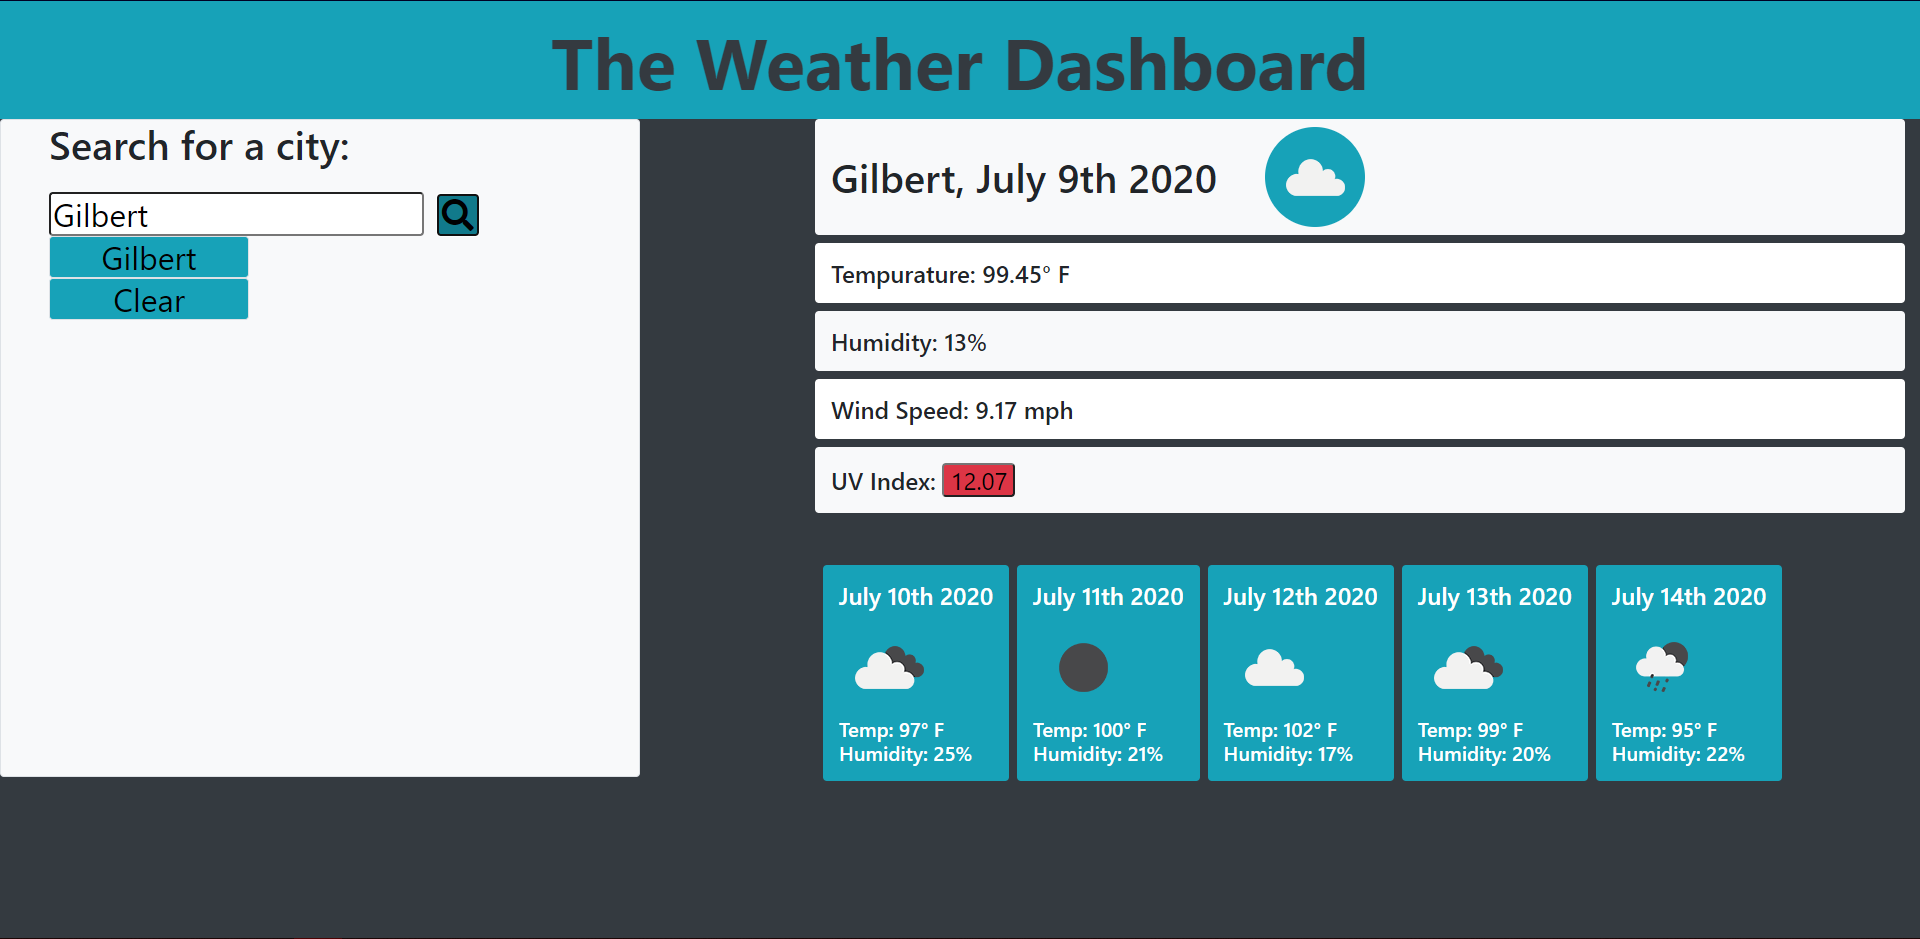 The Weather Dashboard
Search for a city:
Gilbert
Gilbert
Clear
Gilbert, July 9th 2020
Tempurature: 99.45° F
Humidity: 13%
Wind Speed: 9.17 mph
UV Index: 12.07
July 10th 2020
Temp: 97° F
Humidity: 25%
July 11th 2020
Temp: 100° F
Humidity: 21%
July 12th 2020
Temp: 102° F
Humidity: 17%
July 13th 2020
Temp: 99° F
Humidity: 20%
July 14th 2020
Temp: 95° F
Humidity: 22%